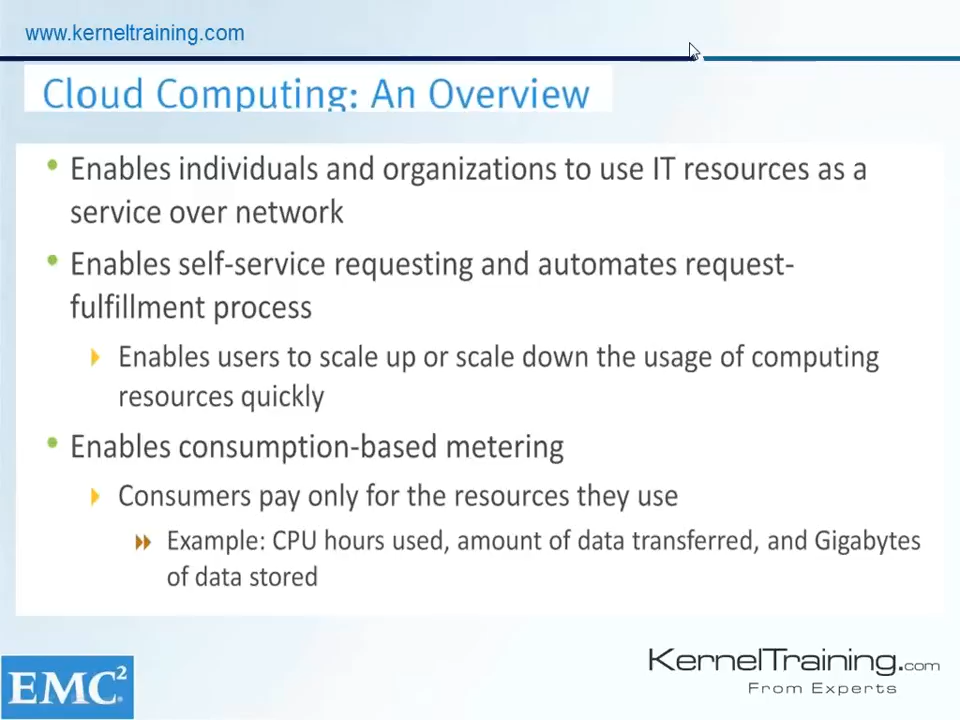 www.kerneltraining.com
Cloud Computing: An Overview
• Enables individuals and organizations to use IT resources as a
service over network
• Enables self-service requesting and automates request-
fulfillment process
Enables users to scale up or scale down the usage of computing
resources quickly
• Enables consumption-based metering
Consumers pay only for the resources they use
Example: CPU hours used, amount of data transferred, and Gigabytes
of data stored
EMC²
KernelTraining.com
From Experts